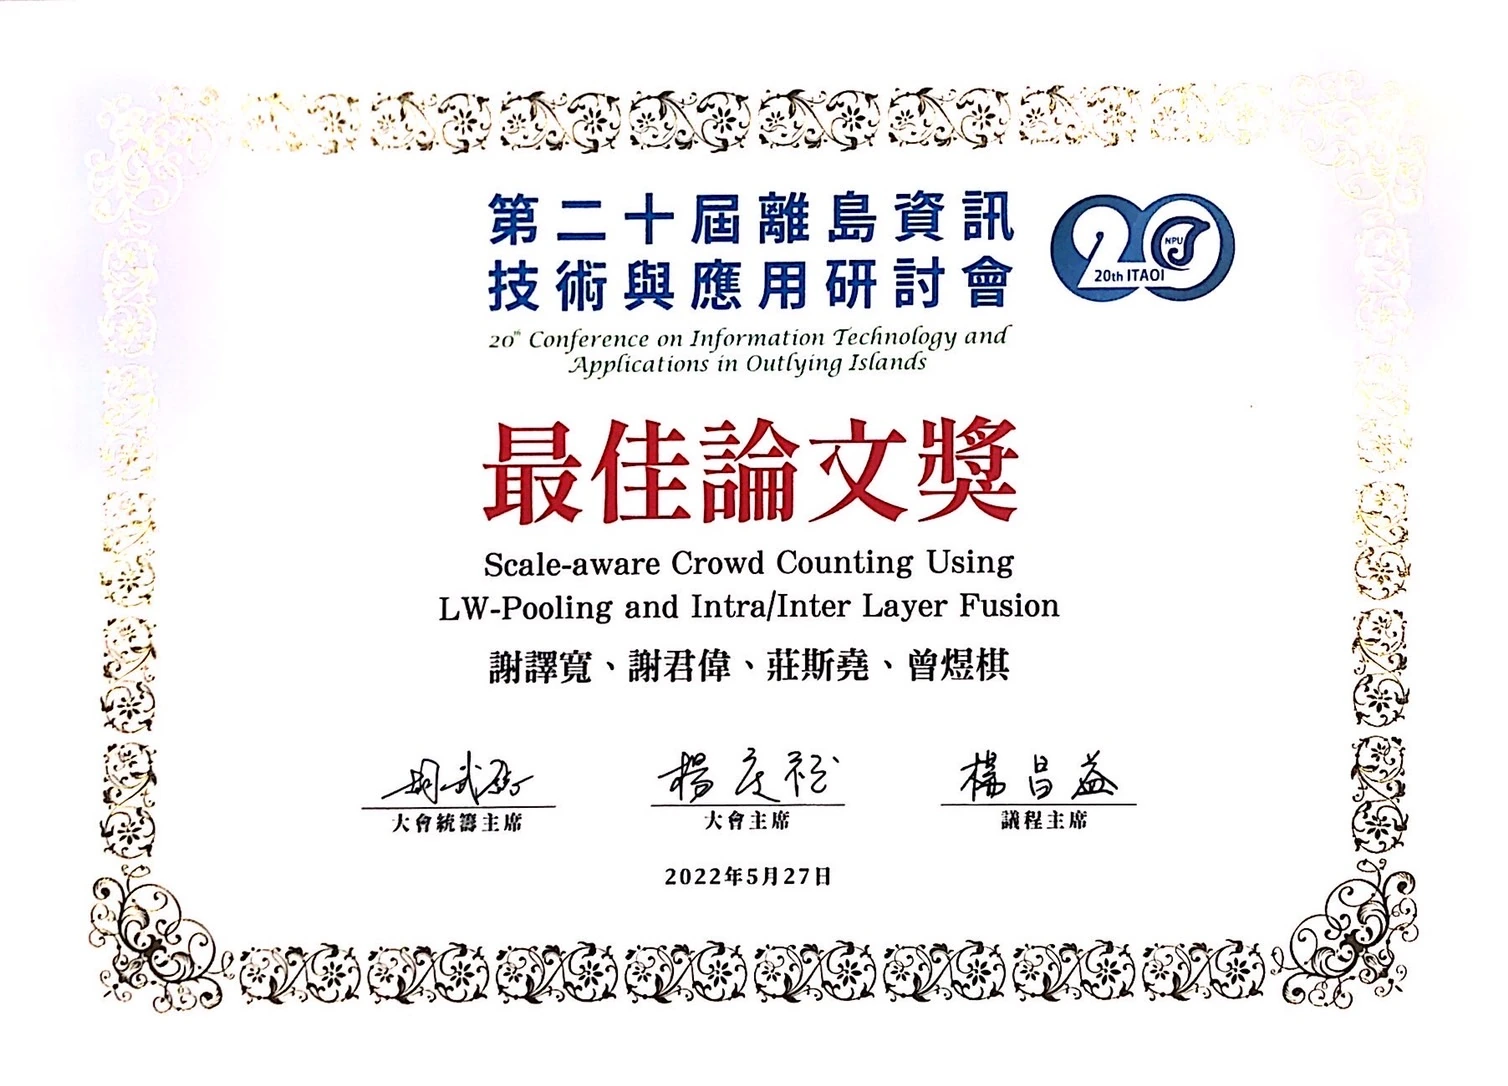 第二十屆離島資訊
技術與應用研討會
20th ITAOI
NPU
20th Conference on Information Technology and
Applications in Outlying Islands
最佳論文獎
Scale-aware Crowd Counting Using
LW-Pooling and Intra/Inter Layer Fusion
謝譯寬、謝君偉、莊斯堯、曾煜棋
楊昌益
大會統籌主席
大會主席
議程主席
2022年5月27日